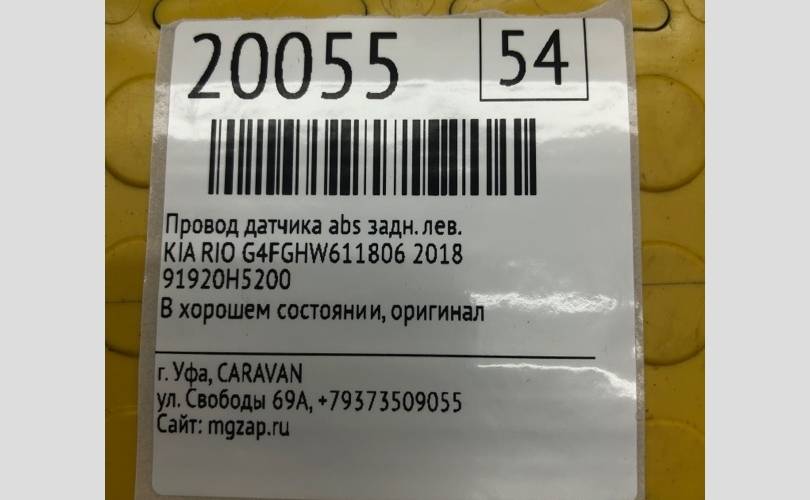 20055
54
Провод датчика abs задн. лев.
KIA RIO G4FGHW611806 2018
91920H5200
В хорошем состоянии, оригинал
г. Уфа, CARAVAN
ул. Свободы 69А, +79373509055
Сайт: mgzap.ru